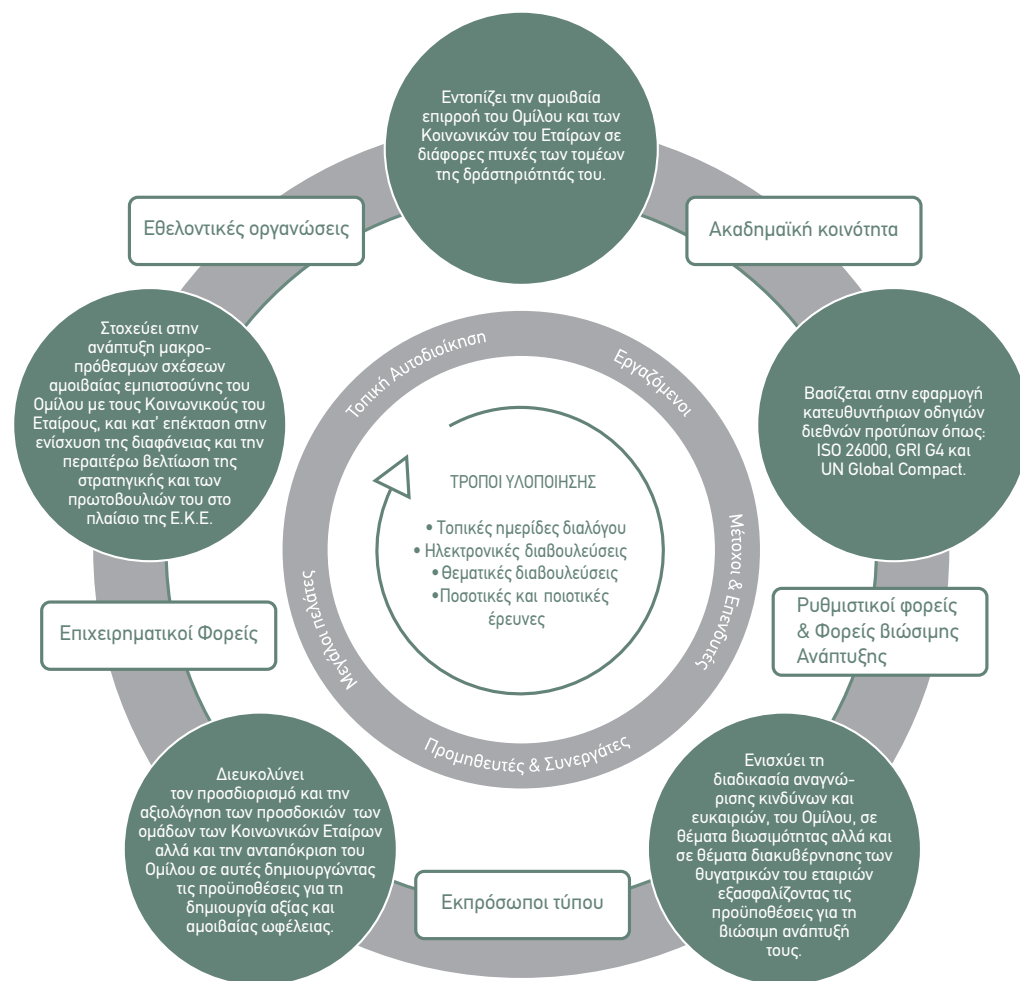 Εντοπίζει την αμοιβαία
επιρροή του Ομίλου και των
Κοινωνικών του Εταίρων σε
διάφορες πτυχές των τομέων
της δράστηριότητάς του.
Εθελοντικές οργανώσεις
Ακαδημαϊκή κοινότητα
Στοχεύει στην
ανάπτυξη μακρο-
πρόθεσμων σχέσεων
αμοιβαίας εμπιστοσύνης του
Ομίλου με τους Κοινωνικούς του
Εταίρους, και κατ' επέκταση στην
ενίσχυση της διαφάνειας και την
περαιτέρω βελτίωση της
στρατηγικής και των
πρωτοβουλιών του στο
πλαίσιο της Ε.Κ.Ε.
Βασίζεται στην εφαρμογή
κατευθυντήριων οδηγιών
διεθνών προτύπων όπως:
ISO 26000, GRI G4 και
UN Global Compact.
Τοπική Αυτοδιοίκηση
Εργαζόμενοι
Μέτοχοι & Επενδυτές
Προμηθευτές & Συνεργάτες
Μεγάλοι πελάτες
ΤΡΟΠΟΙ ΥΛΟΠΟΙΗΣΗΣ
• Τοπικές ημερίδες διαλόγου
• Ηλεκτρονικές διαβουλεύσεις
•Θεματικές διαβουλεύσεις
•Ποσοτικές και ποιοτικές
έρευνες
Επιχειρηματικοί Φορείς
Ρυθμιστικοί φορείς
& Φορείς βιώσιμης
Ανάπτυξης
Διευκολύνει
τον προσδιορισμό και την
αξιολόγηση των προσδοκιών των
ομάδων των Κοινωνικών Εταίρων
αλλά και την ανταπόκριση του
Ομίλου σε αυτές δημιουργώντας
τις προϋποθέσεις για τη
δημιουργία αξίας και
αμοιβαίας ωφέλειας.
Εκπρόσωποι τύπου
Ενισχύει τη
διαδικασία αναγνώ-
ρισης κινδύνων και
ευκαιριών, του Ομίλου, σε
θέματα βιωσιμότητας αλλά και
σε θέματα διακυβέρνησης των
θυγατρικών του εταιριών
εξασφαλίζοντας τις
προϋποθέσεις για τη
βιώσιμη ανάπτυξή
τους.